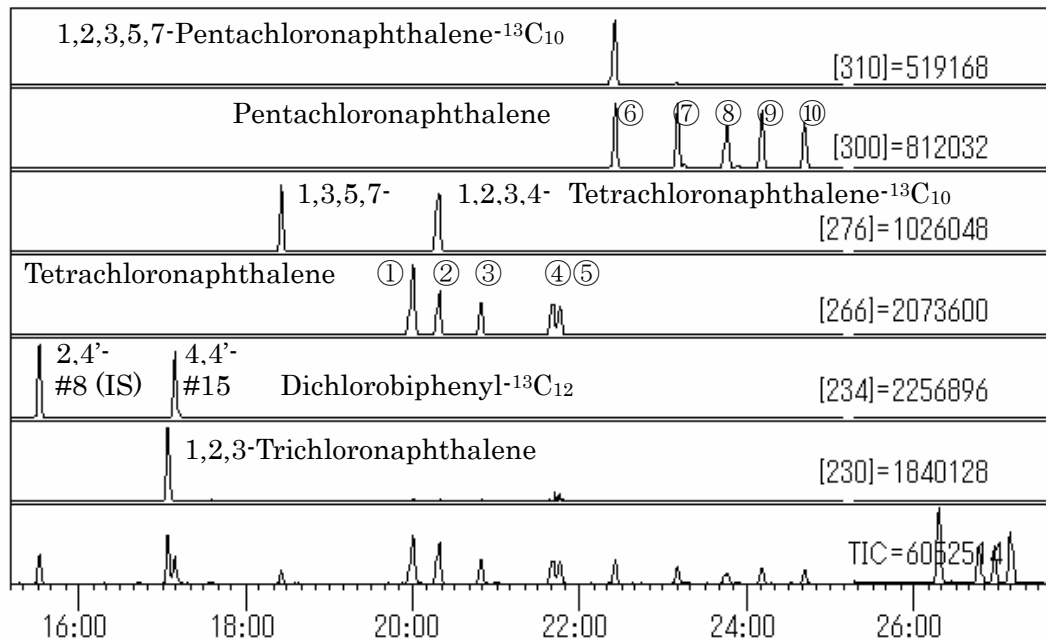 1,2,3,5,7-Pentachloronaphthalene-¹³C₁₀
[310]=519168
Pentachloronaphthalene ⑥ ⑦ ⑧ ⑨ ⑩
[300]=812032
1,3,5,7- 1,2,3,4- Tetrachloronaphthalene-¹³C₁₀
[276]=1026048
Tetrachloronaphthalene ① ② ③ ④⑤
[266]=2073600
2,4’- 4,4’-
#8 (IS) #15 Dichlorobiphenyl-¹³C₁₂
[234]=2256896
1,2,3-Trichloronaphthalene
[230]=1840128
TIC=6052514
16:00 18:00 20:00 22:00 24:00 26:00